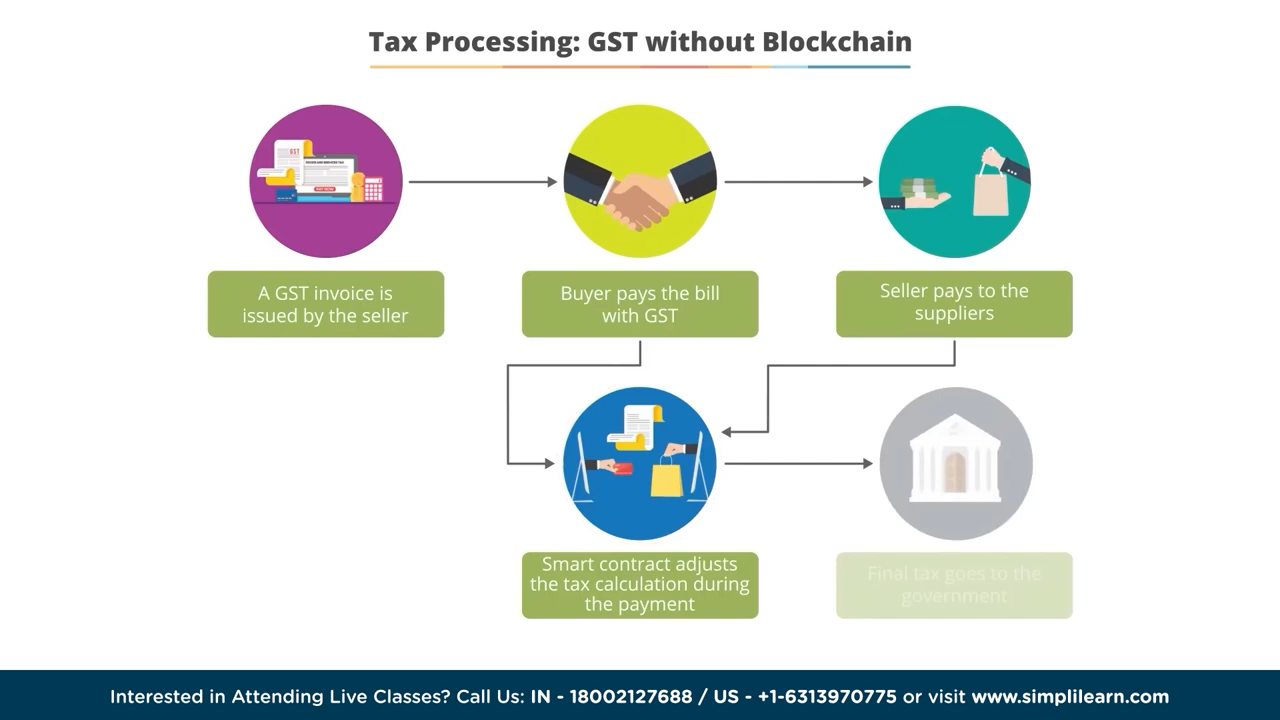 Tax Processing: GST without Blockchain
GST
A GST invoice is
issued by the seller
Buyer pays the bill
with GST
Seller pays to the
suppliers
Smart contract adjusts
the tax calculation during
the payment
Final tax goes to the
government
Interested in Attending Live Classes? Call Us: IN - 18002127688 / US - +1-6313970775 or visit www.simplilearn.com